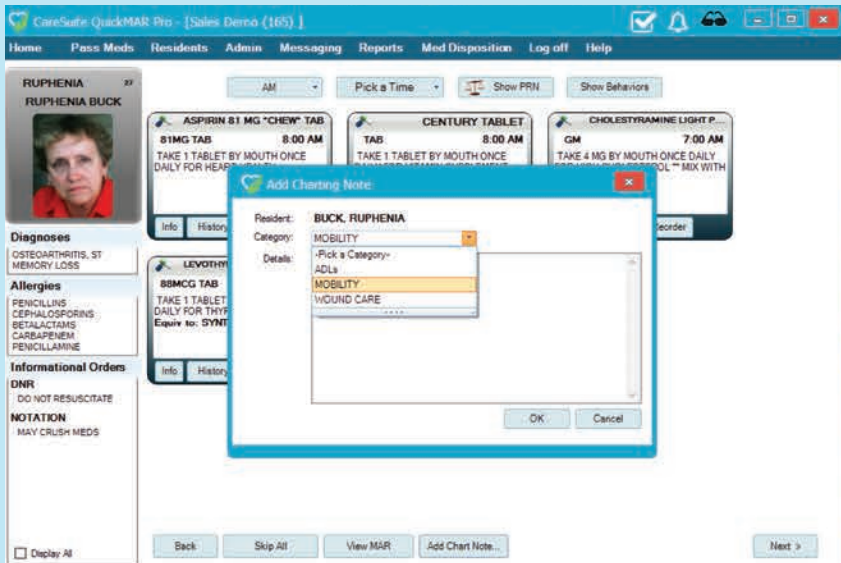 CareSuite QuickMAR Pro - [Sales Demo (165) ]
Home Pass Meds Residents Admin Messaging Reports Med Disposition Log off Help
RUPHENIA 27
RUPHENIA BUCK
AM
Pick a Time
Show PRN
Show Behaviors
ASPIRIN 81 MG *CHEW* TAB
81MG TAB 8:00 AM
TAKE 1 TABLET BY MOUTH ONCE
DAILY FOR HEART HEALTH
Info History
CENTURY TABLET
TAB 8:00 AM
TAKE 1 TABLET BY MOUTH ONCE
CHOLESTYRAMINE LIGHT P...
GM 7:00 AM
TAKE 4 MG BY MOUTH ONCE DAILY
** MIX WITH
Reorder
LEVOTHY
88MCG TAB
TAKE 1 TABLET
DAILY FOR THYR
Equiv to: SYNT
Info History
Add Charting Note
Resident: BUCK, RUPHENIA
Category: MOBILITY
-Pick a Category-
ADLs
MOBILITY
WOUND CARE
Details:
OK Cancel
Diagnoses
OSTEOARTHRITIS, ST
MEMORY LOSS
Allergies
PENICILLINS
CEPHALOSPORINS
BETALACTAMS
CARBAPENEM
PENICILLAMINE
Informational Orders
DNR
DO NOT RESUSCITATE
NOTATION
MAY CRUSH MEDS
Display All
Back Skip All View MAR Add Chart Note... Next >